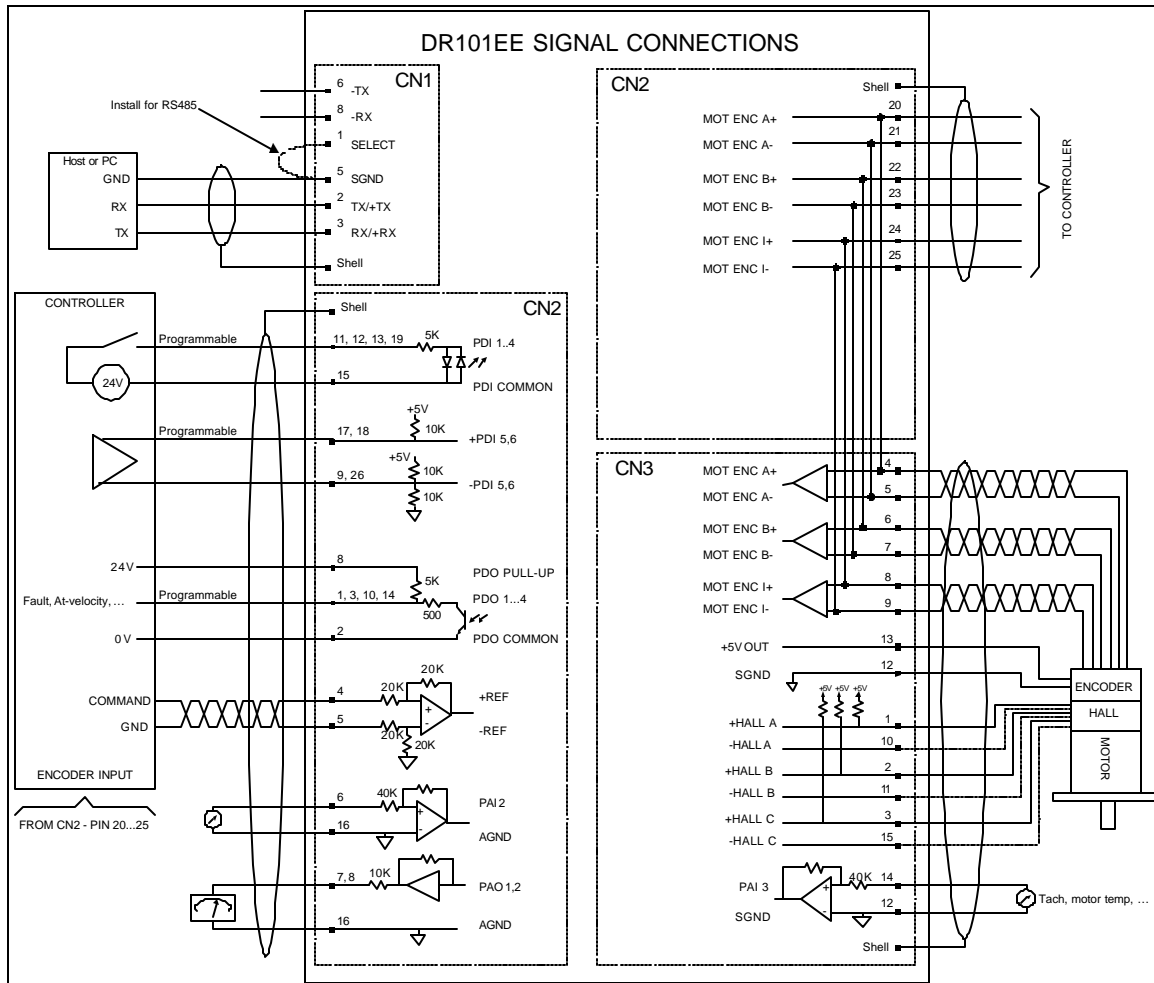 DR101EE SIGNAL CONNECTIONS
CN1
6
-TX
8
-RX
Install for RS485
1
SELECT
Host or PC
GND
5
SGND
RX
2
TX/+TX
TX
3
RX/+RX
Shell
CN2
Shell
20
MOT ENC A+
21
MOT ENC A-
22
MOT ENC B+
23
MOT ENC B-
24
MOT ENC I+
25
MOT ENC I-
TO CONTROLLER
CONTROLLER
CN2
Shell
Programmable
11, 12, 13, 19
5K
PDI 1..4
24V
15
PDI COMMON
+5V
10K
Programmable
17, 18
+PDI 5,6
+5V
10K
9, 26
-PDI 5,6
10K
24V
8
PDO PULL-UP
5K
Fault, At-velocity, ...
Programmable
1, 3, 10, 14
PDO 1...4
500
0V
2
PDO COMMON
20K
COMMAND
4
20K
+
+REF
GND
5
-
-REF
20K
20K
ENCODER INPUT
FROM CN2 - PIN 20...25
6
40K
+
PAI 2
16
-
AGND
7, 8
10K
PAO 1,2
16
AGND
CN3
MOT ENC A+
4
MOT ENC A-
5
MOT ENC B+
6
MOT ENC B-
7
MOT ENC I+
8
MOT ENC I-
9
+5V OUT
13
SGND
12
ENCODER
+5V +5V +5V
HALL
+HALL A
1
-HALL A
10
MOTOR
+HALL B
2
-HALL B
11
+HALL C
3
-HALL C
15
PAI 3
+
40K
14
Tach, motor temp, ...
SGND
-
12
Shell